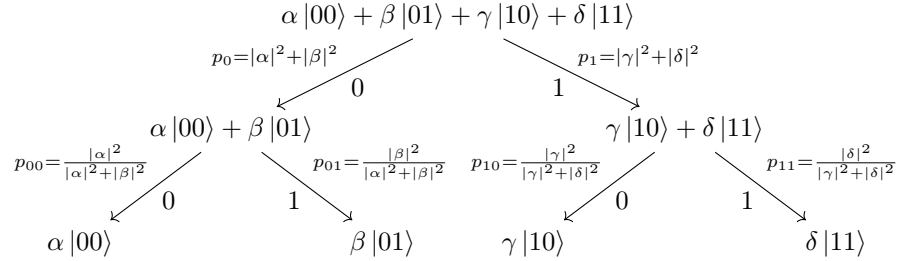 α|00⟩ + β|01⟩ + γ|10⟩ + δ|11⟩
p₀=|α|²+|β|² p₁=|γ|²+|δ|²
0 1
α|00⟩ + β|01⟩ γ|10⟩ + δ|11⟩
p₀₀=|α|²/(|α|²+|β|²) p₀₁=|β|²/(|α|²+|β|²) p₁₀=|γ|²/(|γ|²+|δ|²) p₁₁=|δ|²/(|γ|²+|δ|²)
0 1 0 1
α|00⟩ β|01⟩ γ|10⟩ δ|11⟩